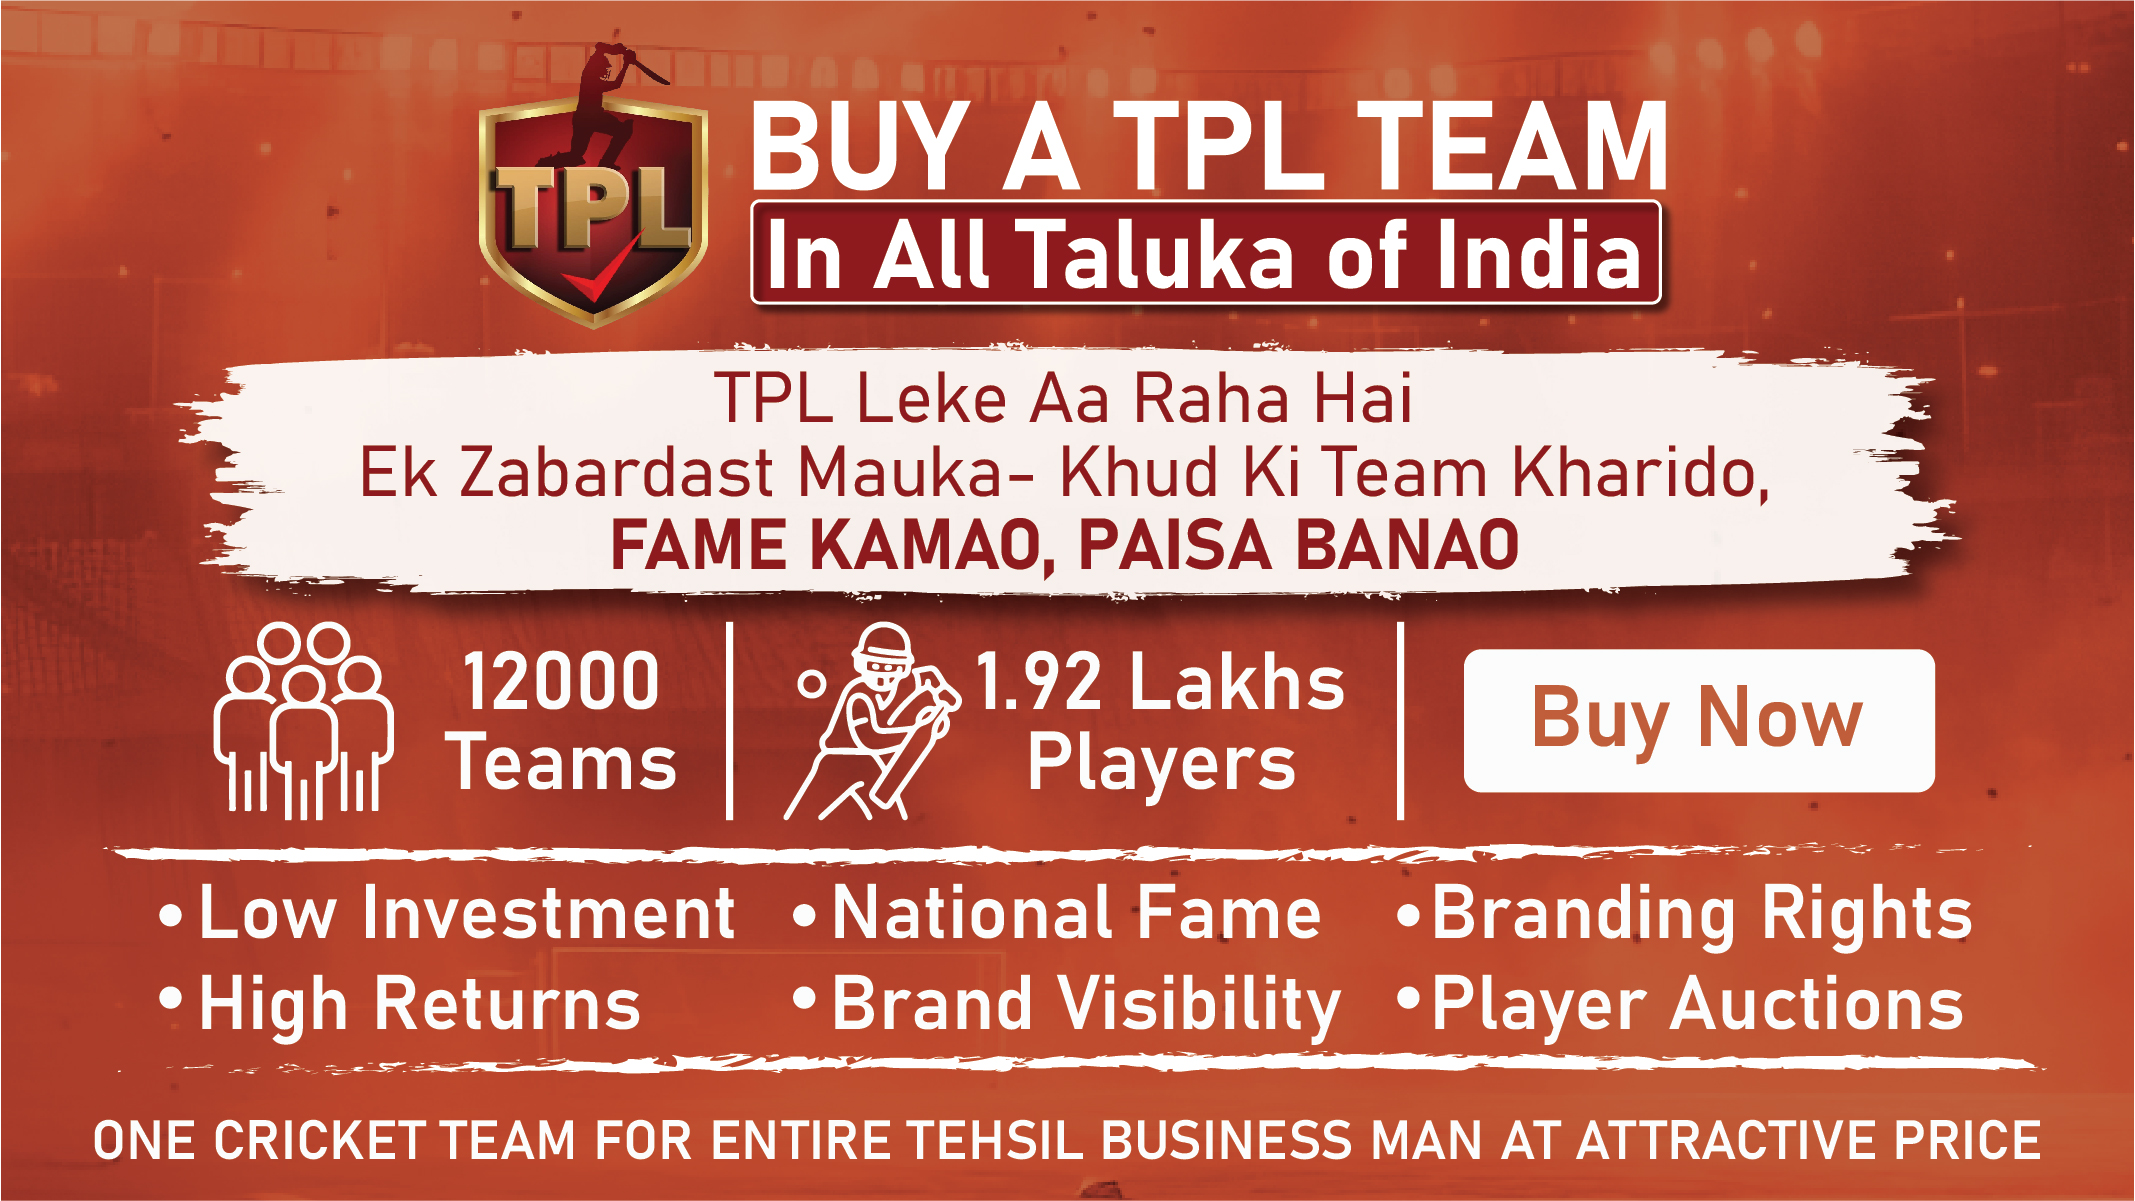 TPL
BUY A TPL TEAM
In All Taluka of India
TPL Leke Aa Raha Hai
Ek Zabardast Mauka- Khud Ki Team Kharido,
FAME KAMAO, PAISA BANAO
12000
Teams
1.92 Lakhs
Players
Buy Now
• Low Investment
• National Fame
• Branding Rights
• High Returns
• Brand Visibility
• Player Auctions
ONE CRICKET TEAM FOR ENTIRE TEHSIL BUSINESS MAN AT ATTRACTIVE PRICE